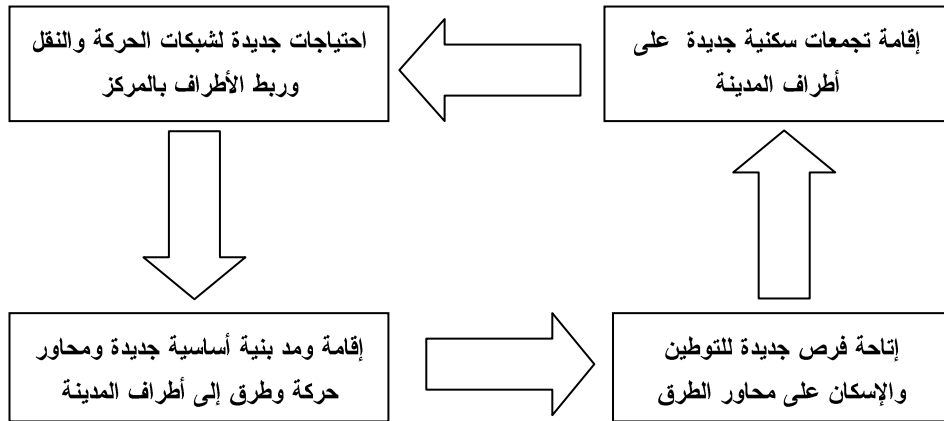 إقامة تجمعات سكنية جديدة على
أطراف المدينة
احتياجات جديدة لشبكات الحركة والنقل
وربط الأطراف بالمركز
إقامة ومد بنية أساسية جديدة ومحاور
حركة وطرق إلى أطراف المدينة
إتاحة فرص جديدة للتوطين
والإسكان على محاور الطرق